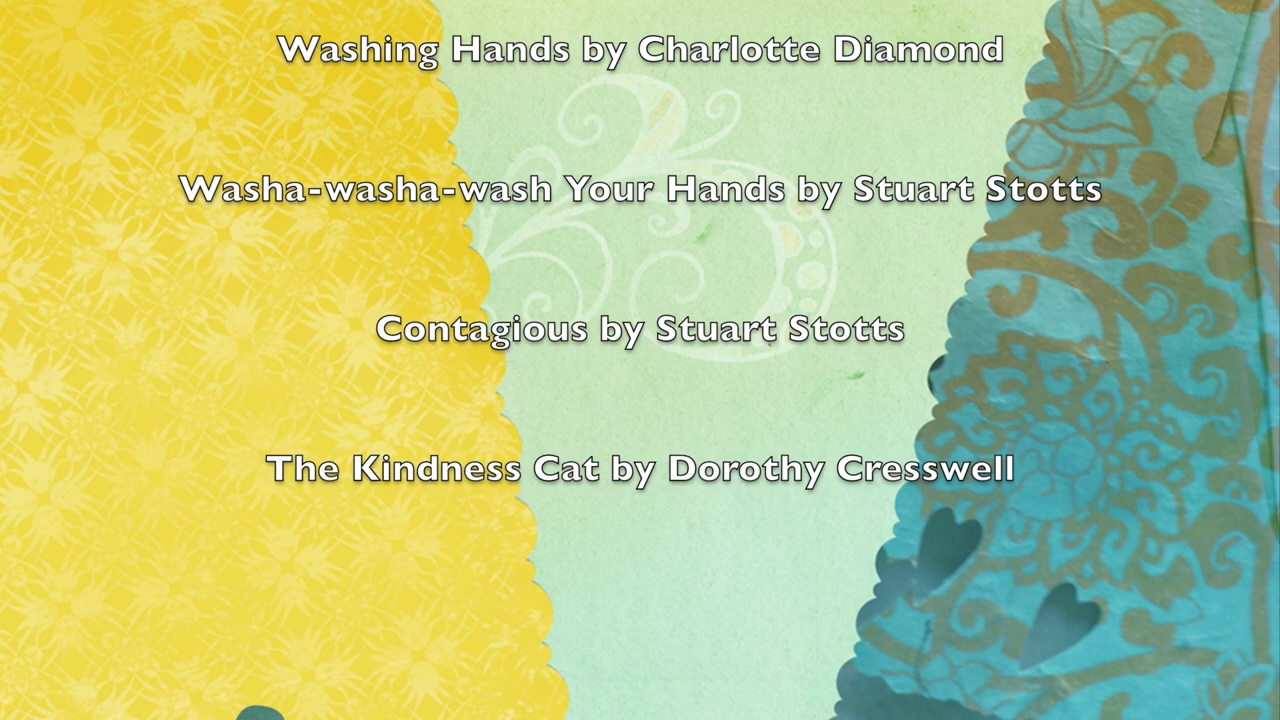 Washing Hands by Charlotte Diamond
Washa-washa-wash Your Hands by Stuart Stotts
Contagious by Stuart Stotts
The Kindness Cat by Dorothy Cresswell